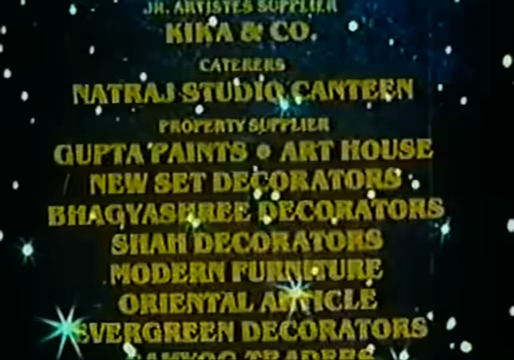 JR. ARTISTES SUPPLIER
KIKA & CO.
CATERERS
NATRAJ STUDIO CANTEEN
PROPERTY SUPPLIER
GUPTA PAINTS • ART HOUSE
NEW SET DECORATORS
BHAGYASHREE DECORATORS
SHAH DECORATORS
MODERN FURNITURE
ORIENTAL ARTICLE
EVERGREEN DECORATORS
TRADERS